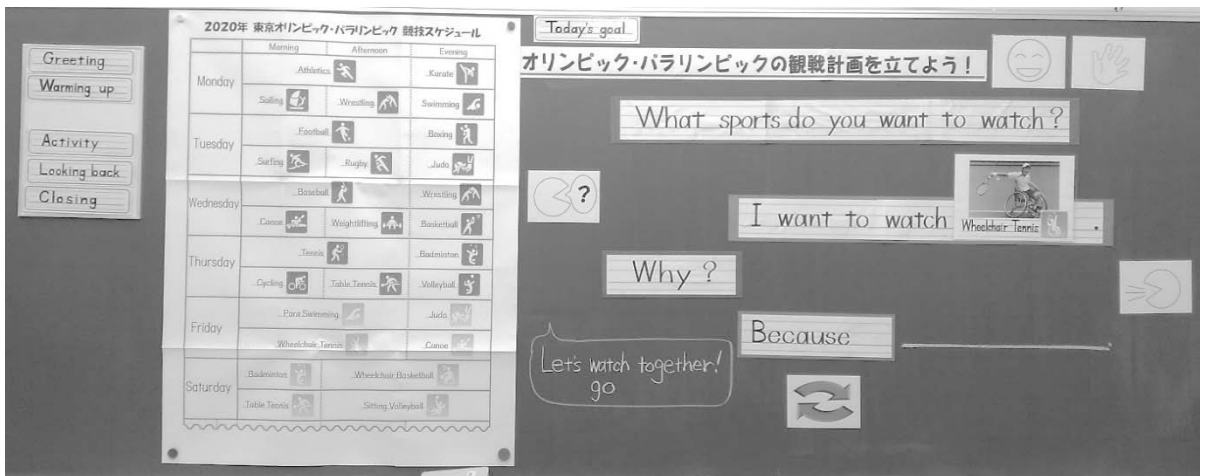 Greeting
Warming up
Activity
Looking back
Closing
2020年 東京オリンピック・パラリンピック 競技スケジュール
Morning Afternoon Evening
Monday
Athletics Karate
Sailing Wrestling Swimming
Tuesday
Football Boxing
Surfing Rugby Judo
Wednesday
Baseball Wrestling
Canoe Weightlifting Basketball
Thursday
Tennis Badminton
Cycling Table Tennis Volleyball
Friday
Para Swimming Judo
Wheelchair Tennis Canoe
Saturday
Badminton Wheelchair Basketball
Table Tennis Sitting Volleyball
Today's goal
オリンピック・パラリンピックの観戦計画を立てよう!
What sports do you want to watch?
?
I want to watch Wheelchair Tennis .
Why ?
Because
Let's watch together!
go